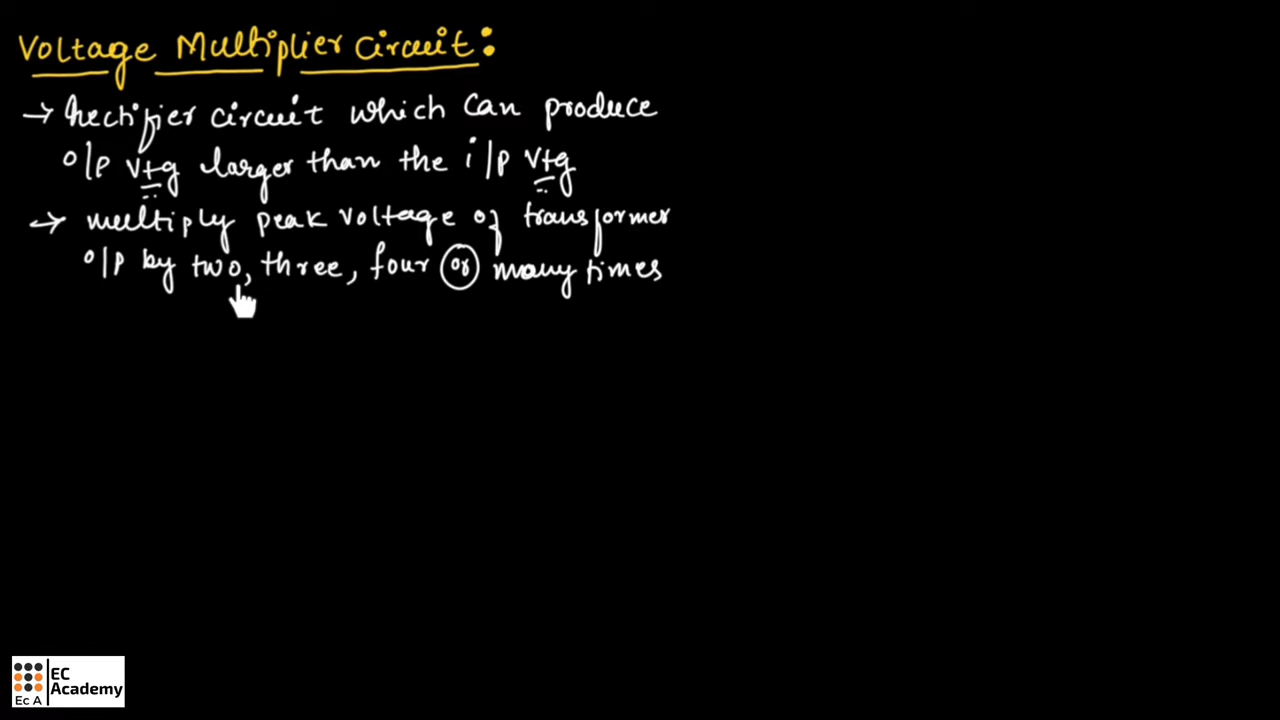 Voltage Multiplier Circuit:
→ Rectifier circuit which can produce
o/p vtg larger than the i/p vtg
→ multiply peak voltage of transformer
o/p by two, three, four or many times
EC
Academy
Ec A